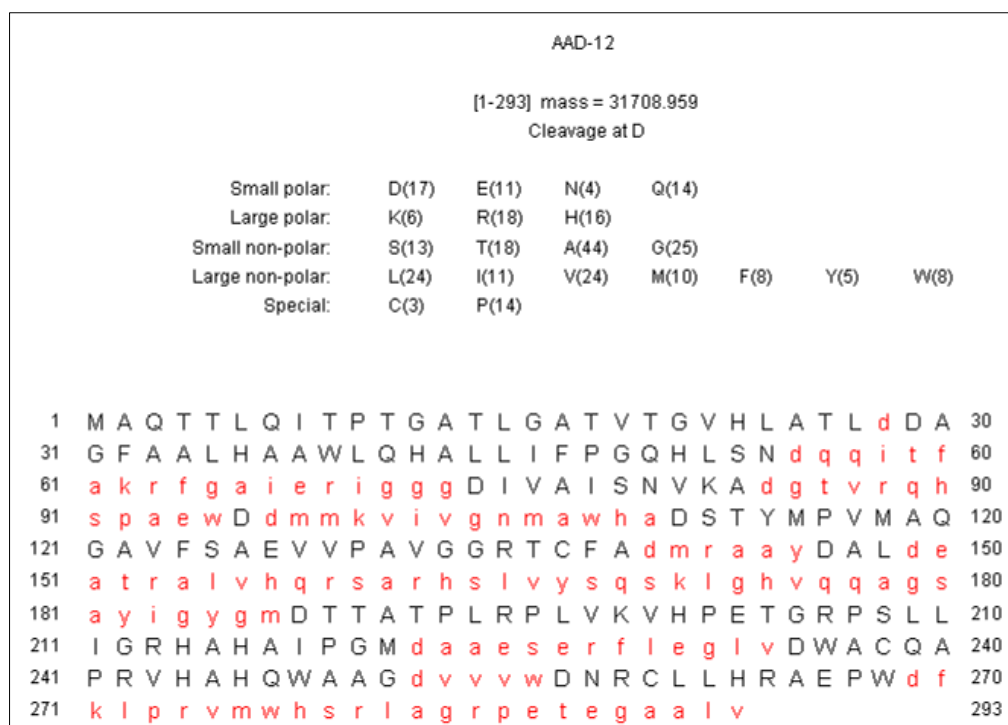 AAD-12
[1-293] mass = 31708.959
Cleavage at D
Small polar: D(17) E(11) N(4) Q(14)
Large polar: K(6) R(18) H(16)
Small non-polar: S(13) T(18) A(44) G(25)
Large non-polar: L(24) I(11) V(24) M(10) F(8) Y(5) W(8)
Special: C(3) P(14)
1 M A Q T T L Q I T P T G A T L G A T V T G V H L A T L d D A 30
31 G F A A L H A A W L Q H A L L I F P G Q H L S N d q q i t f 60
61 a k r f g a i e r i g g g D I V A I S N V K A d g t v r q h 90
91 s p a e w D d m m k v i v g n m a w h a D S T Y M P V M A Q 120
121 G A V F S A E V V P A V G G R T C F A d m r a a y D A L d e 150
151 a t r a l v h q r s a r h s l v y s q s k l g h v q q a g s 180
181 a y i g y g m D T T A T P L R P L V K V H P E T G R P S L L 210
211 I G R H A H A I P G M d a a e s e r f l e g l v D W A C Q A 240
241 P R V H A H Q W A A G d v v v w D N R C L L H R A E P W d f 270
271 k l p r v m w h s r l a g r p e t e g a a l v 293